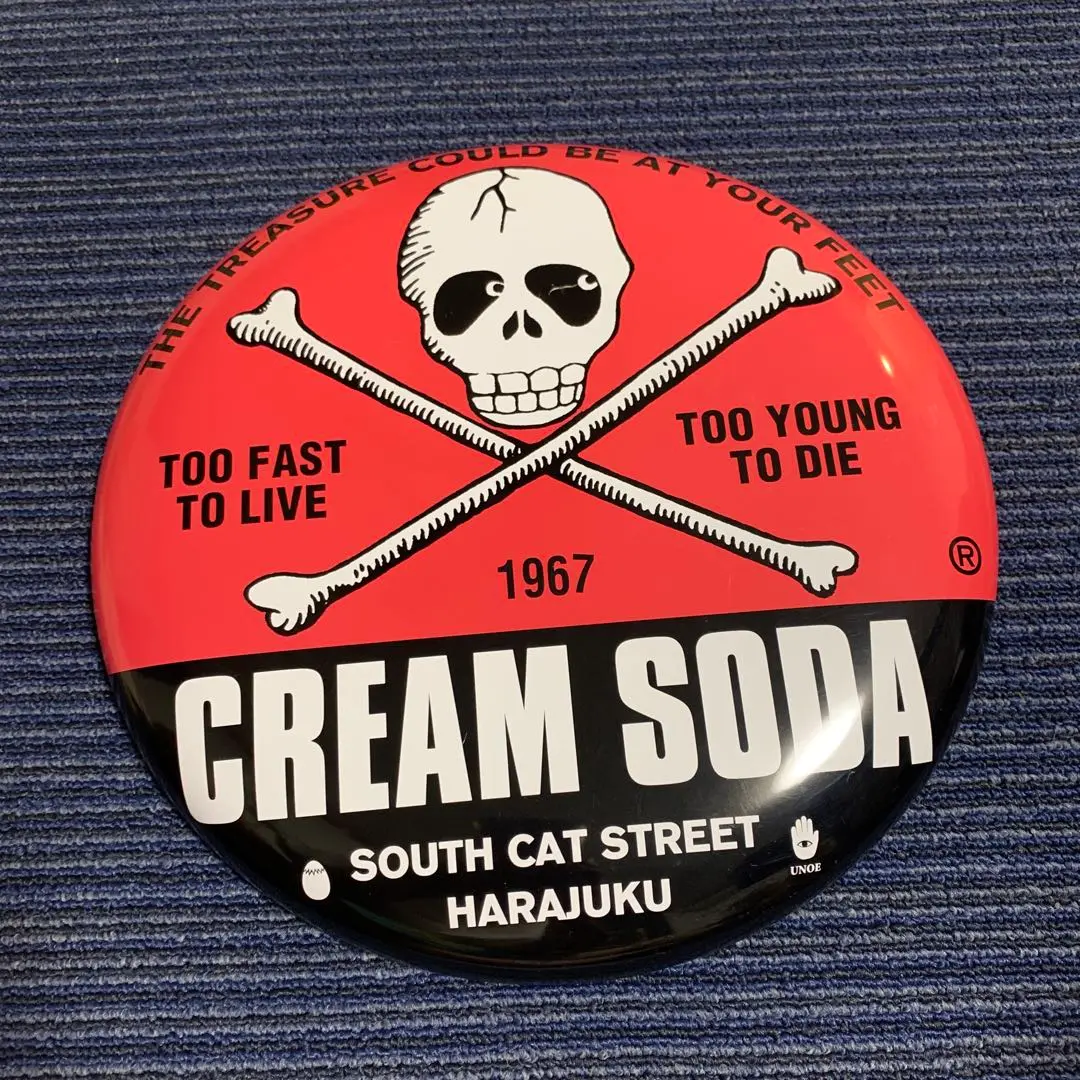 THE TREASURE COULD BE AT YOUR FEET
TOO FAST
TO LIVE
TOO YOUNG
TO DIE
1967
®
CREAM SODA
SOUTH CAT STREET
HARAJUKU
UNOE